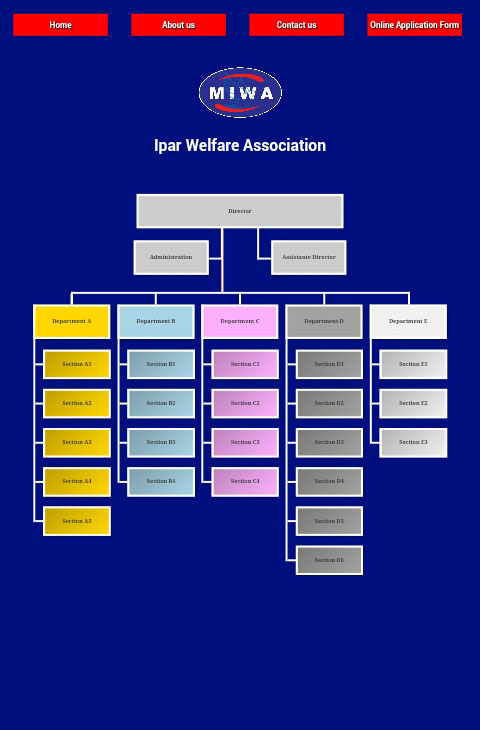 Home
About us
Contact us
Online Application Form
MIWA
Ipar Welfare Association
Director
Administration
Assistante Director
Department A
Department B
Department C
Department D
Department E
Section A1
Section B1
Section C1
Section D1
Section E1
Section A2
Section B2
Section C2
Section D2
Section E2
Section A3
Section B3
Section C3
Section D3
Section E3
Section A4
Section B4
Section C4
Section D4
Section A5
Section D5
Section D6